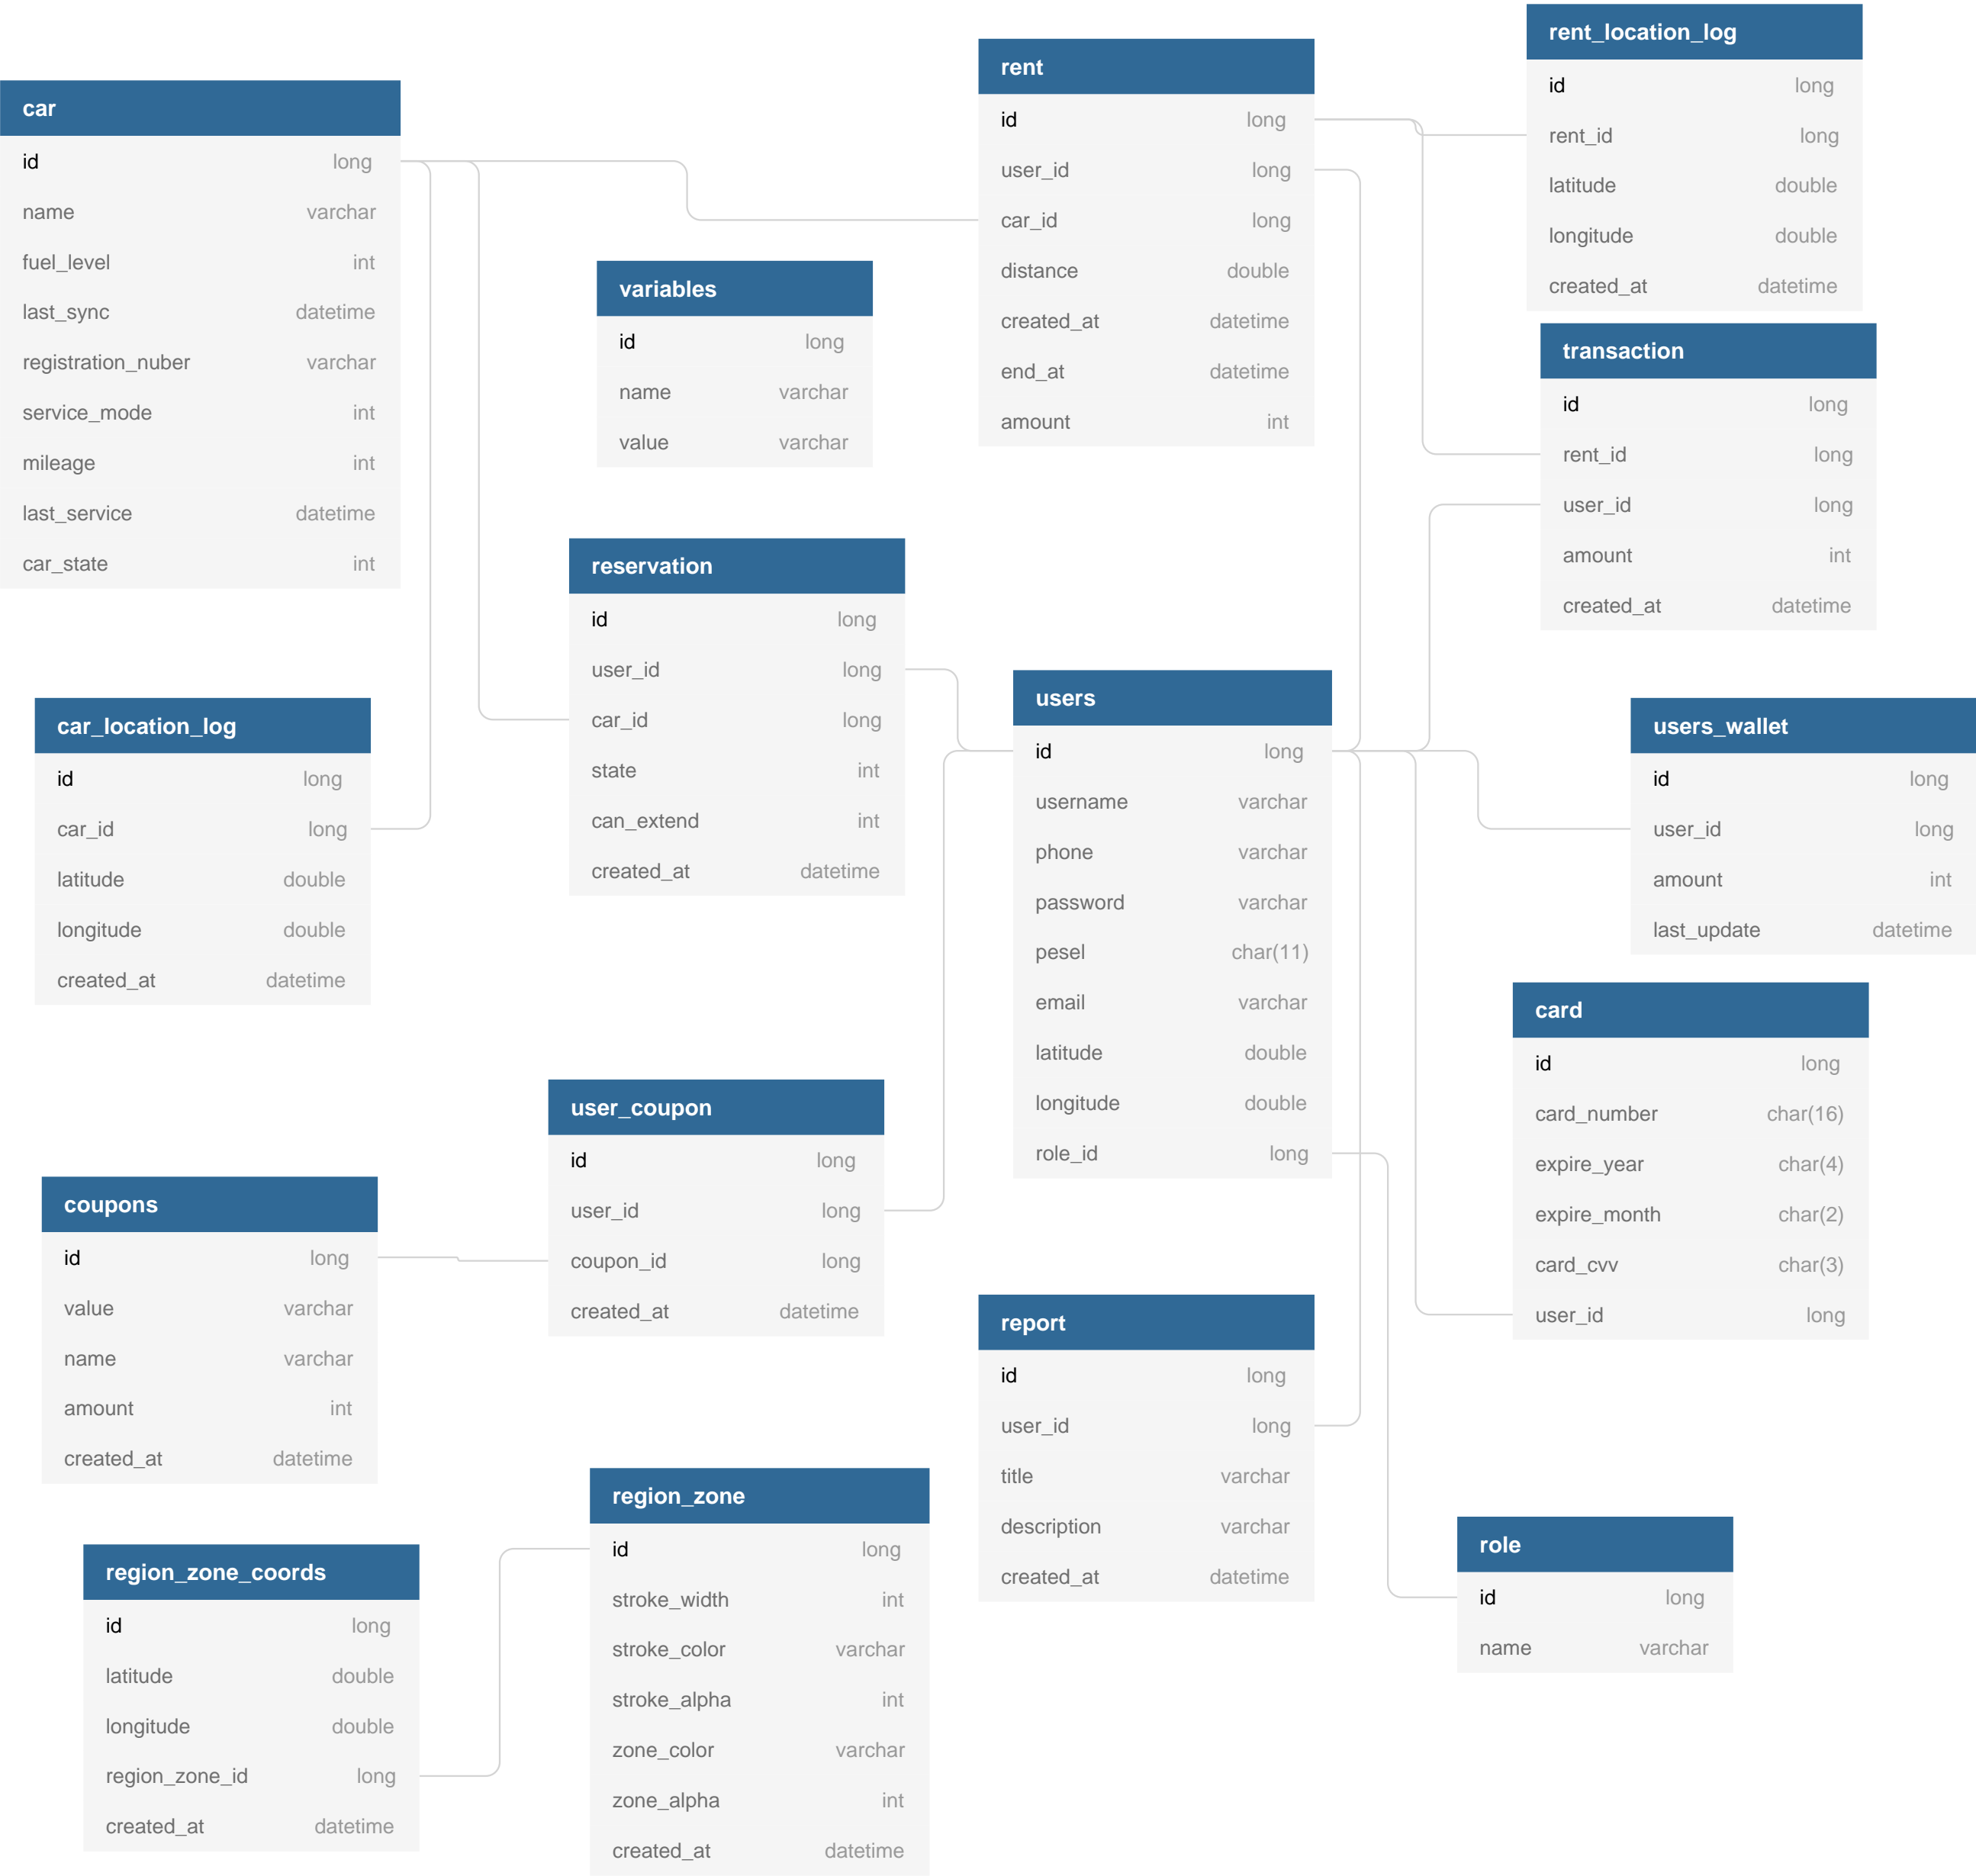 car
id long
name varchar
fuel_level int
last_sync datetime
registration_nuber varchar
service_mode int
mileage int
last_service datetime
car_state int
variables
id long
name varchar
value varchar
rent
id long
user_id long
car_id long
distance double
created_at datetime
end_at datetime
amount int
rent_location_log
id long
rent_id long
latitude double
longitude double
created_at datetime
transaction
id long
rent_id long
user_id long
amount int
created_at datetime
reservation
id long
user_id long
car_id long
state int
can_extend int
created_at datetime
car_location_log
id long
car_id long
latitude double
longitude double
created_at datetime
users
id long
username varchar
phone varchar
password varchar
pesel char(11)
email varchar
latitude double
longitude double
role_id long
users_wallet
id long
user_id long
amount int
last_update datetime
card
id long
card_number char(16)
expire_year char(4)
expire_month char(2)
card_cvv char(3)
user_id long
user_coupon
id long
user_id long
coupon_id long
created_at datetime
coupons
id long
value varchar
name varchar
amount int
created_at datetime
report
id long
user_id long
title varchar
description varchar
created_at datetime
region_zone
id long
stroke_width int
stroke_color varchar
stroke_alpha int
zone_color varchar
zone_alpha int
created_at datetime
region_zone_coords
id long
latitude double
longitude double
region_zone_id long
created_at datetime
role
id long
name varchar